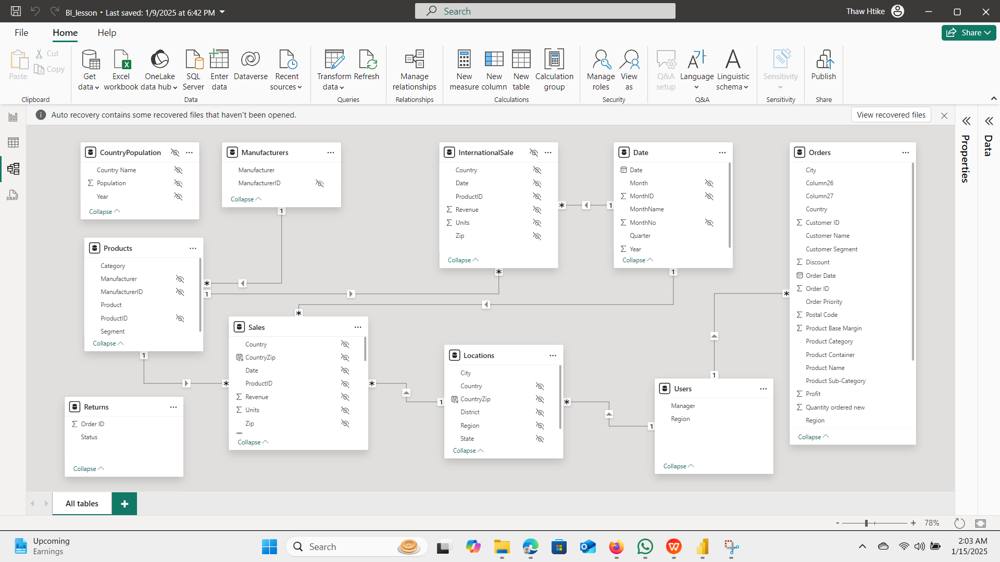 BI_lesson • Last saved: 1/9/2025 at 6:42 PM
Search
Thaw Htike
File
Home
Help
Share
Paste
Cut
Copy
Clipboard
Get data
Excel workbook
OneLake data hub
SQL Server
Enter data
Dataverse
Recent sources
Data
Transform data
Refresh
Queries
Manage relationships
Relationships
New measure
New column
New table
Calculation group
Calculations
Manage roles
View as
Security
Q&A setup
Language
Linguistic schema
Q&A
Sensitivity
Sensitivity
Publish
Share
Auto recovery contains some recovered files that haven't been opened.
View recovered files
Properties
Data
CountryPopulation
Country Name
Σ Population
Year
Collapse
Manufacturers
Manufacturer
ManufacturerID
Collapse
InternationalSale
Country
Date
ProductID
Σ Revenue
Σ Units
Zip
Collapse
Date
Date
Month
Σ MonthID
MonthName
Σ MonthNo
Quarter
Σ Year
Collapse
Orders
City
Column26
Column27
Country
Σ Customer ID
Customer Name
Customer Segment
Σ Discount
Order Date
Σ Order ID
Order Priority
Σ Postal Code
Σ Product Base Margin
Product Category
Product Container
Product Name
Product Sub-Category
Σ Profit
Σ Quantity ordered new
Region
Collapse
Products
Category
Manufacturer
ManufacturerID
Product
ProductID
Segment
Collapse
Sales
Country
CountryZip
Date
ProductID
Σ Revenue
Σ Units
Zip
Collapse
Locations
City
Country
CountryZip
District
Region
State
Collapse
Users
Manager
Region
Collapse
Returns
Σ Order ID
Status
Collapse
1
*
1
*
*
1
1
*
1
*
*
1
*
1
*
1
All tables
+
- + 78%
Upcoming
Earnings
Search
2:03 AM
1/15/2025